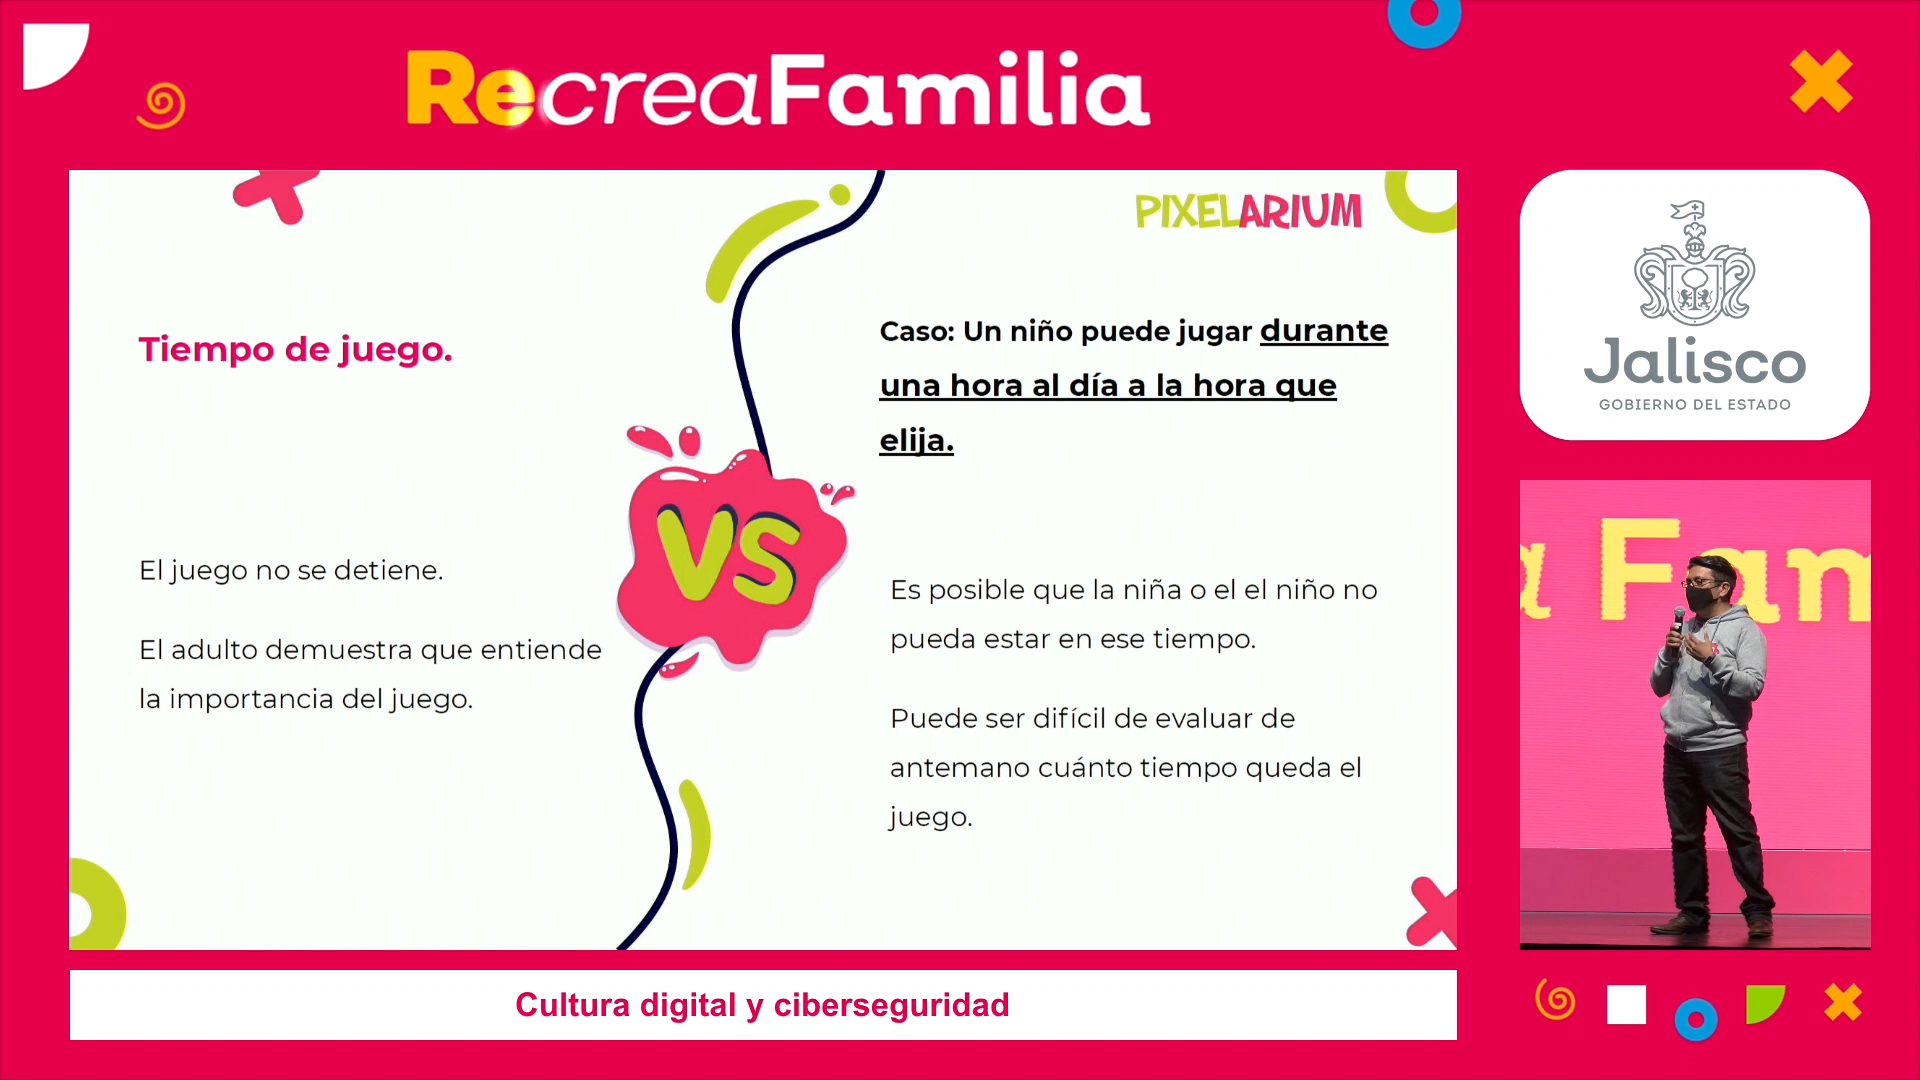 RecreaFamilia
PIXELARIUM
Tiempo de juego.
El juego no se detiene.
El adulto demuestra que entiende
la importancia del juego.
VS
Caso: Un niño puede jugar durante
una hora al día a la hora que
elija.
Es posible que la niña o el el niño no
pueda estar en ese tiempo.
Puede ser difícil de evaluar de
antemano cuánto tiempo queda el
juego.
Jalisco
GOBIERNO DEL ESTADO
a Fam
Cultura digital y ciberseguridad